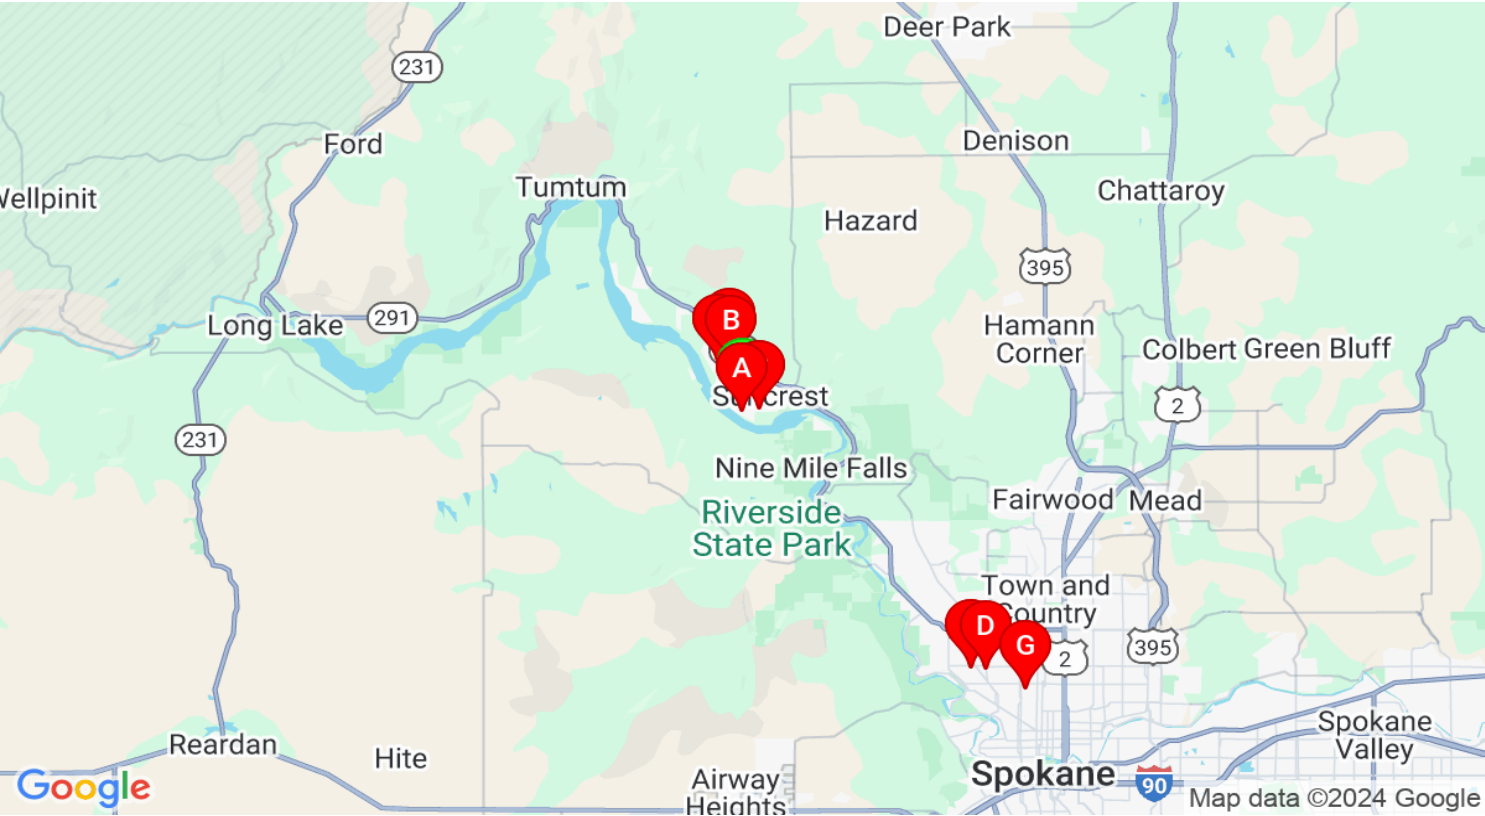 Deer Park
231
Denison
Ford
Tumtum
Chattaroy
Wellpinit
Hazard
395
291
B
Long Lake
Hamann
Corner
Colbert
Green Bluff
A
Suncrest
2
231
Nine Mile Falls
Fairwood
Mead
Riverside
State Park
Town and
Country
D
G
2
395
Spokane
Valley
Reardan
Hite
Spokane
90
Airway
Heights
Google
Map data ©2024 Google